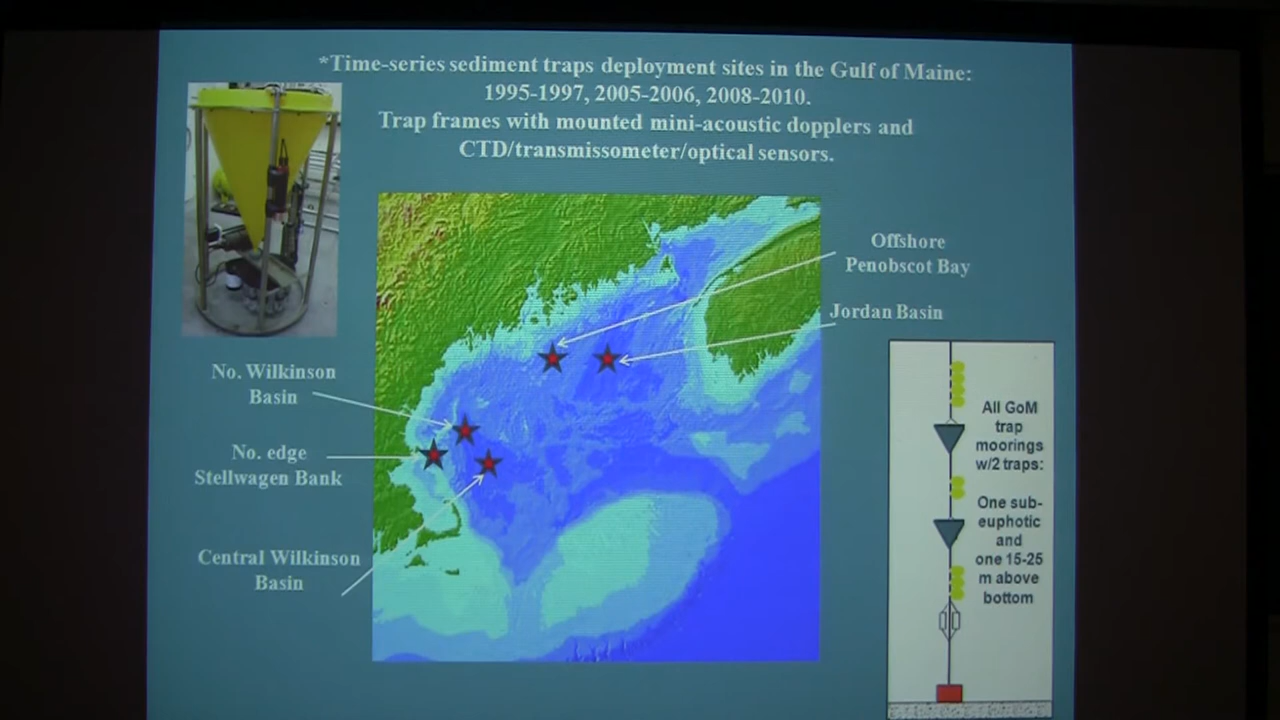 *Time-series sediment traps deployment sites in the Gulf of Maine:
1995-1997, 2005-2006, 2008-2010.
Trap frames with mounted mini-acoustic dopplers and
CTD/transmissometer/optical sensors.
Offshore
Penobscot Bay
Jordan Basin
No. Wilkinson
Basin
No. edge
Stellwagen Bank
Central Wilkinson
Basin
All GoM
trap
moorings
w/2 traps:
One sub-
euphotic
and
one 15-25
m above
bottom